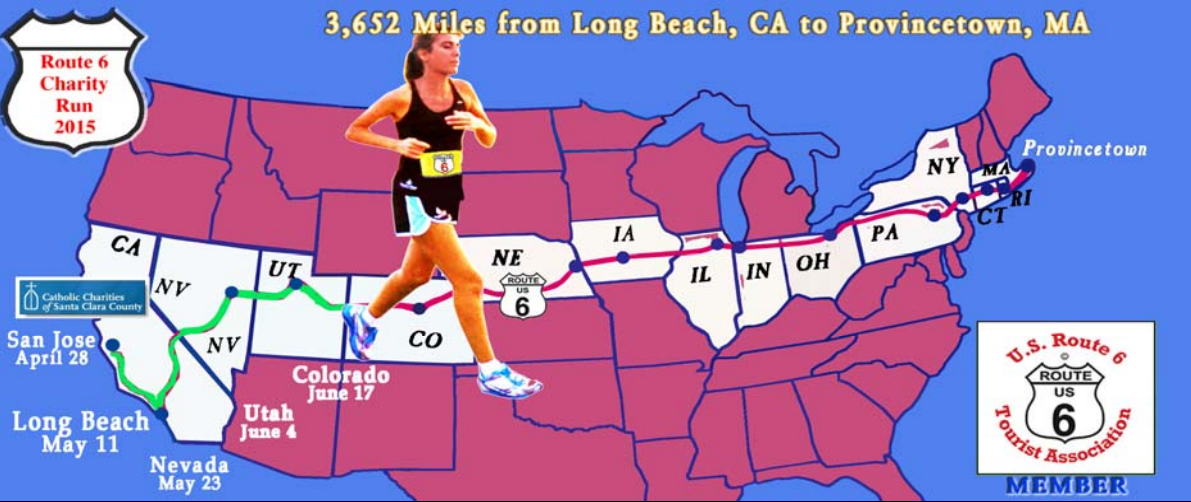 3,652 Miles from Long Beach, CA to Provincetown, MA
Route 6
Charity
Run
2015
Provincetown
NY
MA
RI
CT
PA
OH
IN
IL
IA
NE
ROUTE
US
6
CO
UT
NV
NV
CA
6
Catholic Charities
of Santa Clara County
San Jose
April 28
Long Beach
May 11
Nevada
May 23
Utah
June 4
Colorado
June 17
U.S. Route 6
©
ROUTE
US
6
Tourist Association
MEMBER